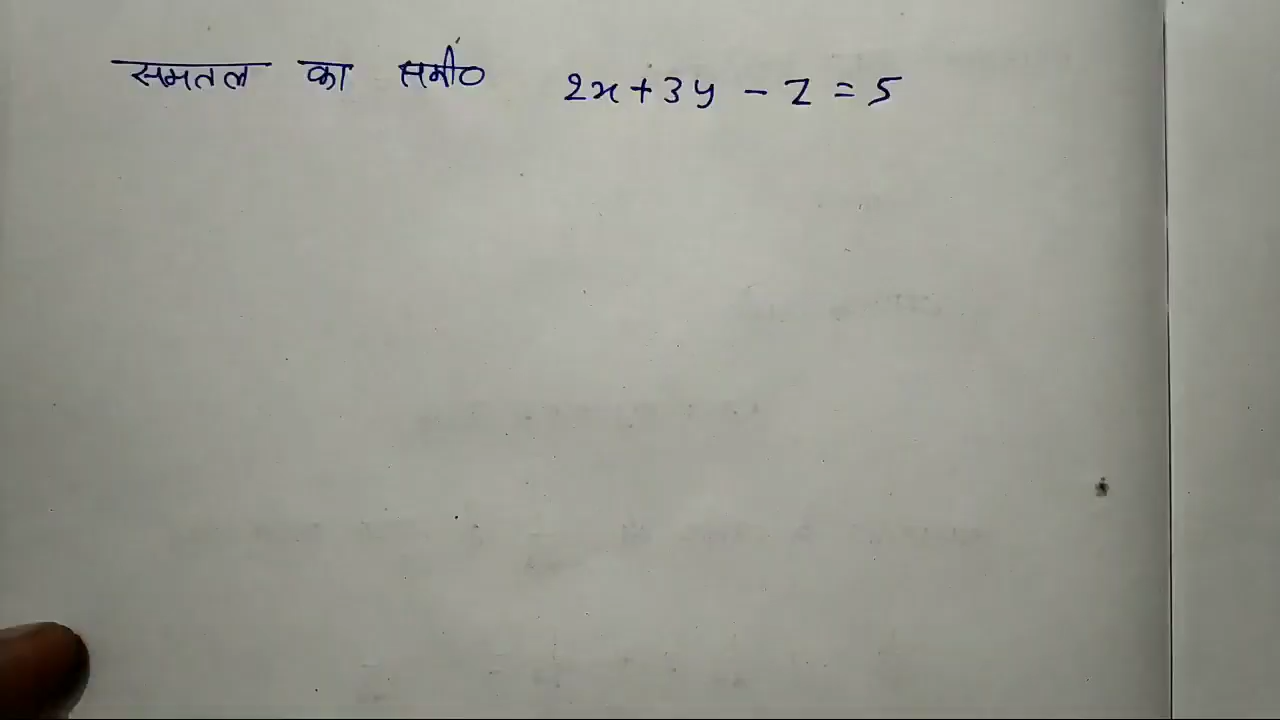 समतल का समी० 2x + 3y - z = 5